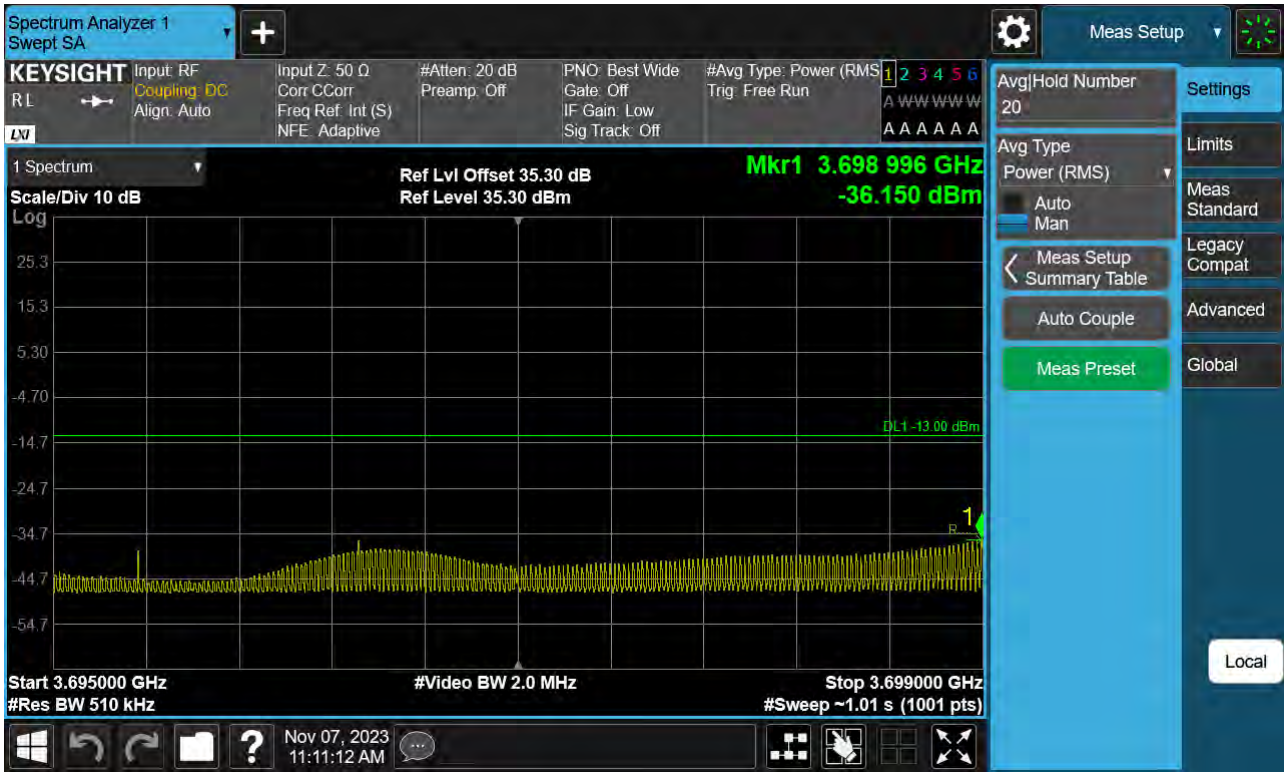 Spectrum Analyzer 1
Swept SA
+
Meas Setup
KEYSIGHT
RL
LXI
Input: RF
Coupling: DC
Align: Auto
Input Z: 50 Ω
Corr CCorr
Freq Ref: Int (S)
NFE: Adaptive
#Atten: 20 dB
Preamp: Off
PNO: Best Wide
Gate: Off
IF Gain: Low
Sig Track: Off
#Avg Type: Power (RMS
Trig: Free Run
1 2 3 4 5 6
A W W W W W
A A A A A A
1 Spectrum
Scale/Div 10 dB
Log
Ref Lvl Offset 35.30 dB
Ref Level 35.30 dBm
Mkr1 3.698 996 GHz
-36.150 dBm
25.3
15.3
5.30
-4.70
DL1 -13.00 dBm
-14.7
-24.7
1
R
-34.7
-44.7
-54.7
Start 3.695000 GHz
#Res BW 510 kHz
#Video BW 2.0 MHz
Stop 3.699000 GHz
#Sweep ~1.01 s (1001 pts)
Avg|Hold Number
20
Avg Type
Power (RMS)
Auto
Man
Meas Setup
Summary Table
Auto Couple
Meas Preset
Settings
Limits
Meas
Standard
Legacy
Compat
Advanced
Global
Local
?
Nov 07, 2023
11:11:12 AM